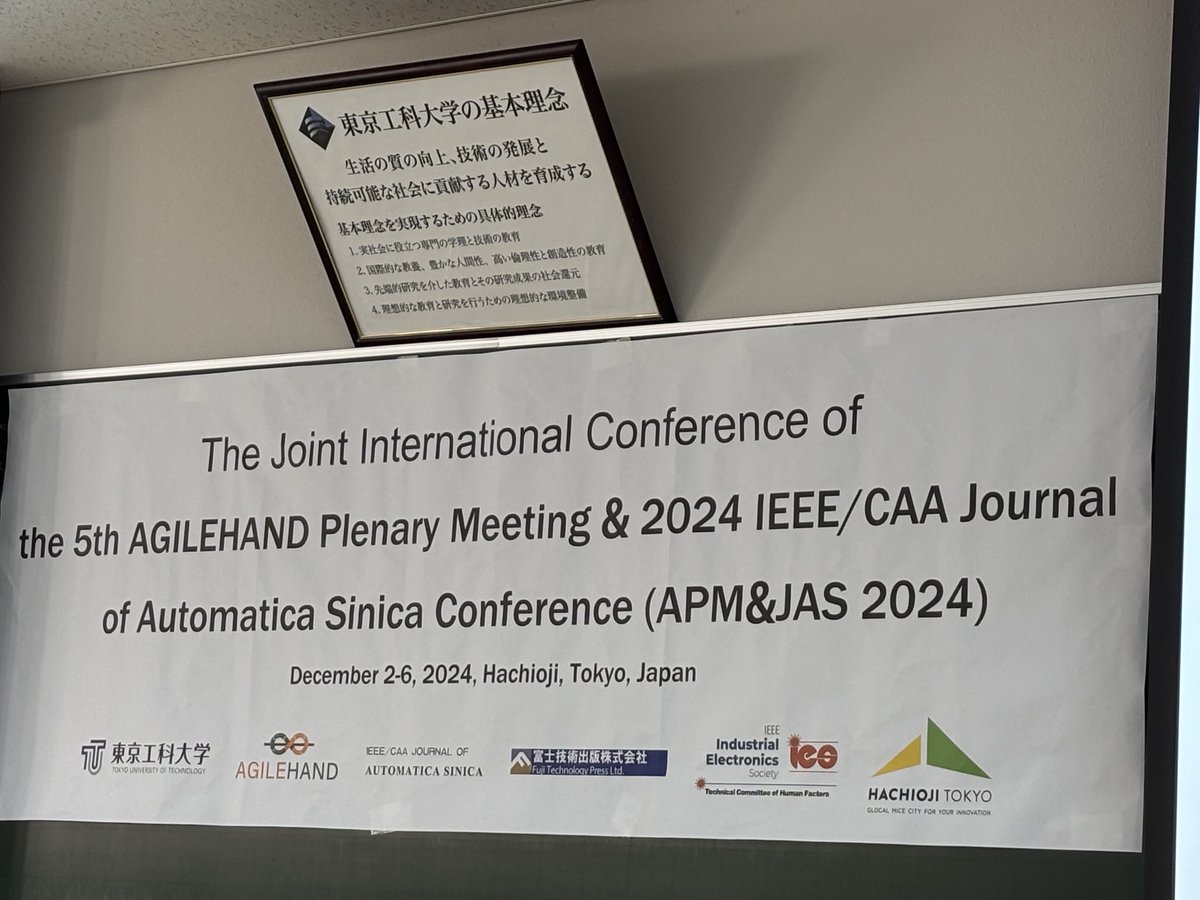 東京工科大学の基本理念
生活の質の向上、技術の発展と
持続可能な社会に貢献する人材を育成する
基本理念を実現するための具体的理念
1. 実社会に役立つ専門の学理と技術の教育
2. 国際的な教養、豊かな人間性、高い倫理性と創造性の教育
3. 先端的研究を介した教育とその研究成果の社会還元
4. 理想的な教育と研究を行うための理想的な環境整備
The Joint International Conference of
the 5th AGILEHAND Plenary Meeting & 2024 IEEE/CAA Journal
of Automatica Sinica Conference (APM&JAS 2024)
December 2-6, 2024, Hachioji, Tokyo, Japan
東京工科大学
TOKYO UNIVERSITY OF TECHNOLOGY
AGILEHAND
IEEE/CAA JOURNAL OF
AUTOMATICA SINICA
富士技術出版株式会社
Fuji Technology Press Ltd.
IEEE
Industrial
Electronics
Society
ies
Technical Committee of Human Factors
HACHIOJI TOKYO
GLOCAL MICE CITY FOR YOUR INNOVATION